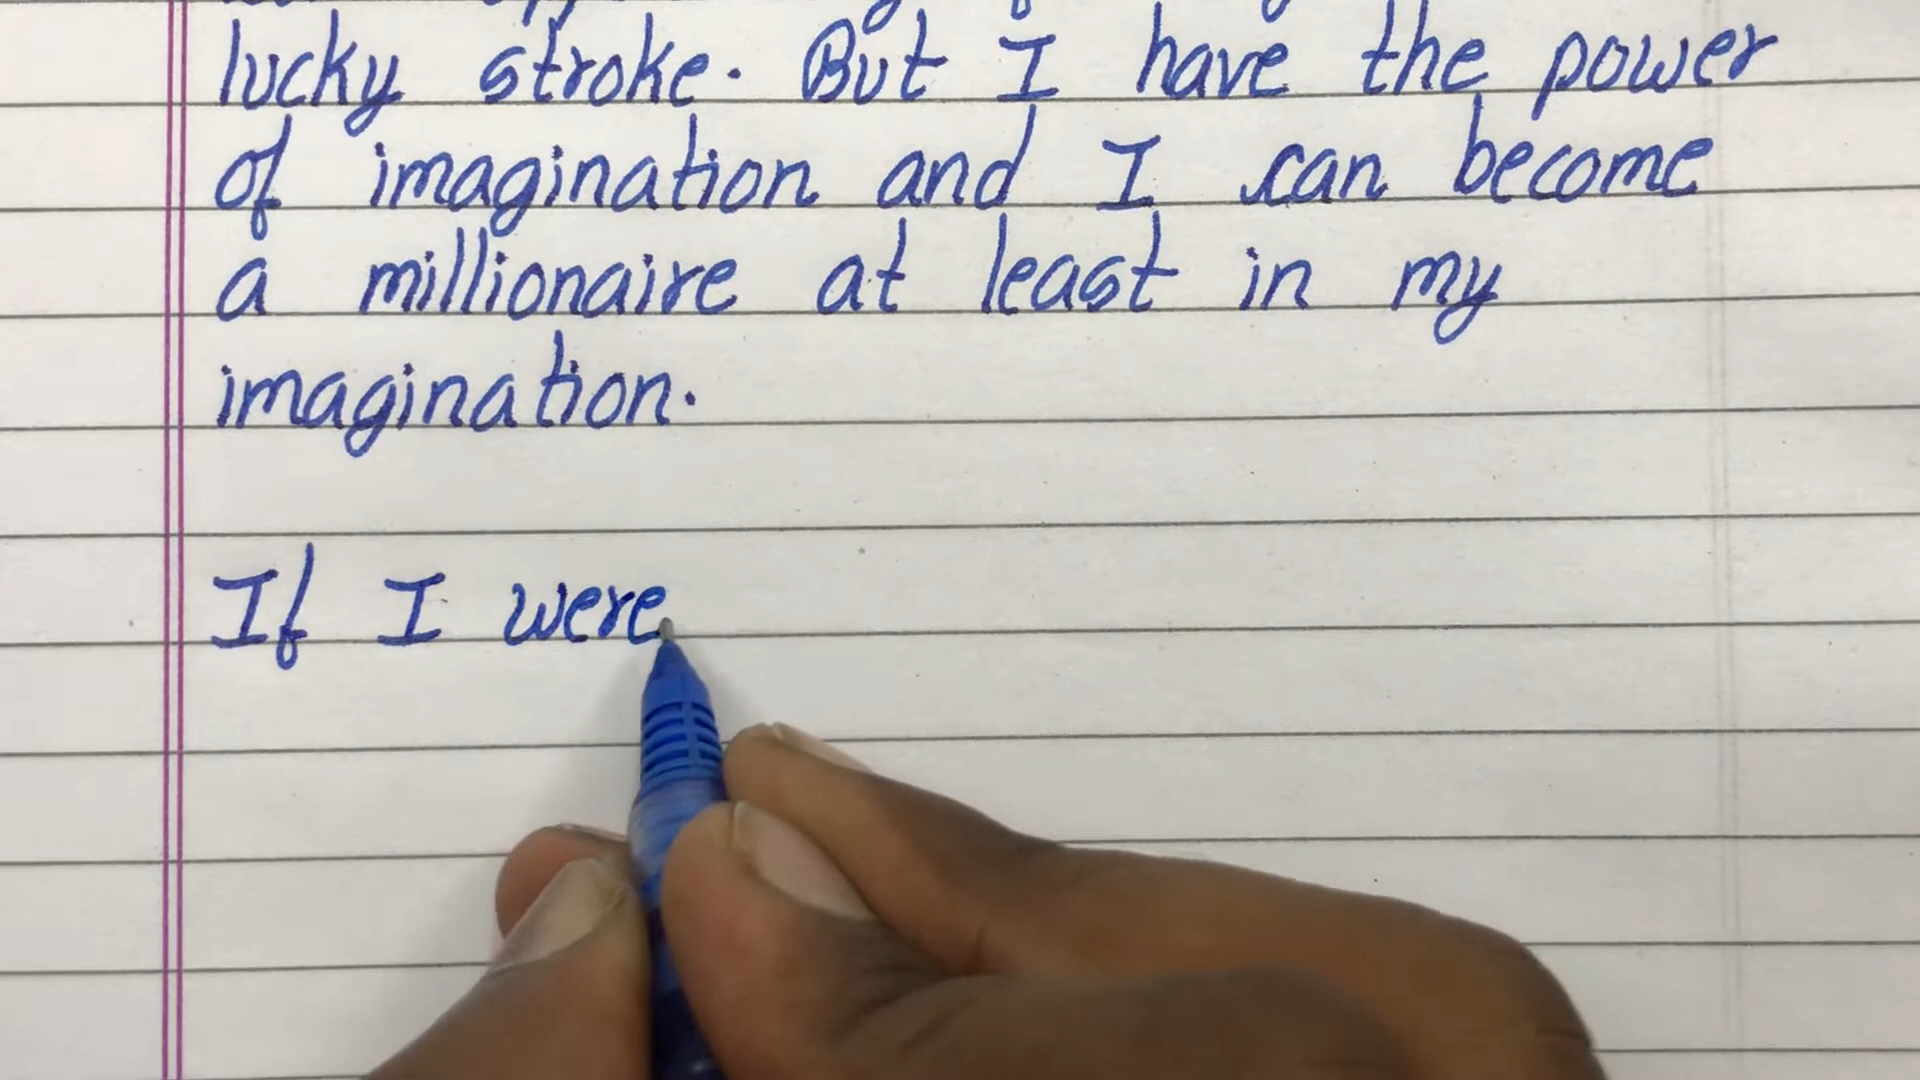 lucky stroke. But I have the power
of imagination and I can become
a millionaire at least in my
imagination.
If I were